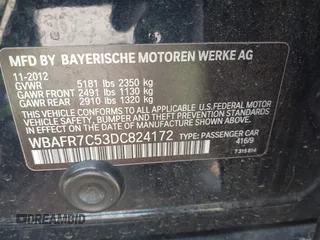 MFD BY BAYERISCHE MOTOREN WERKE AG
11-2012
GVWR 5181 lbs 2350 kg
GAWR FRONT 2491 lbs 1130 kg
GAWR REAR 2910 lbs 1320 kg
THIS VEHICLE CONFORMS TO ALL APPLICABLE U.S. FEDERAL MOTOR
VEHICLE SAFETY, BUMPER, AND THEFT PREVENTION STANDARDS
IN EFFECT ON THE DATE OF MANUFACTURE SHOWN ABOVE.
WBAFR7C53DC824172 TYPE: PASSENGER CAR
416/9
DREAMBID